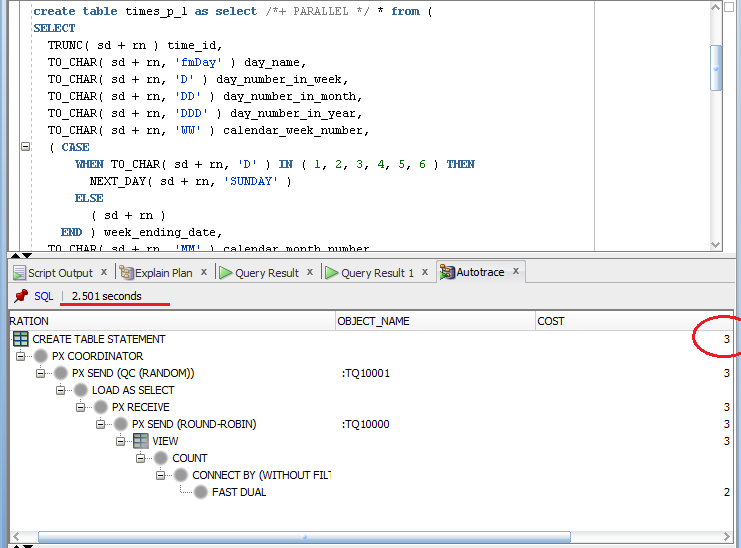 create table times_p_l as select /*+ PARALLEL */ * from (
SELECT
TRUNC( sd + rn ) time_id,
TO_CHAR( sd + rn, 'fmDay' ) day_name,
TO_CHAR( sd + rn, 'D' ) day_number_in_week,
TO_CHAR( sd + rn, 'DD' ) day_number_in_month,
TO_CHAR( sd + rn, 'DDD' ) day_number_in_year,
TO_CHAR( sd + rn, 'WW' ) calendar_week_number,
( CASE
WHEN TO_CHAR( sd + rn, 'D' ) IN ( 1, 2, 3, 4, 5, 6 ) THEN
NEXT_DAY( sd + rn, 'SUNDAY' )
ELSE
( sd + rn )
END ) week_ending_date,
TO_CHAR( sd + rn, 'MM' ) calendar_month_number,
Script Output x Explain Plan x Query Result x Query Result 1 x Autotrace x
SQL | 2.501 seconds
RATION OBJECT_NAME COST
CREATE TABLE STATEMENT 3
PX COORDINATOR
PX SEND (QC (RANDOM)) :TQ10001 3
LOAD AS SELECT
PX RECEIVE 3
PX SEND (ROUND-ROBIN) :TQ10000 3
VIEW 3
COUNT
CONNECT BY (WITHOUT FILT
FAST DUAL 2